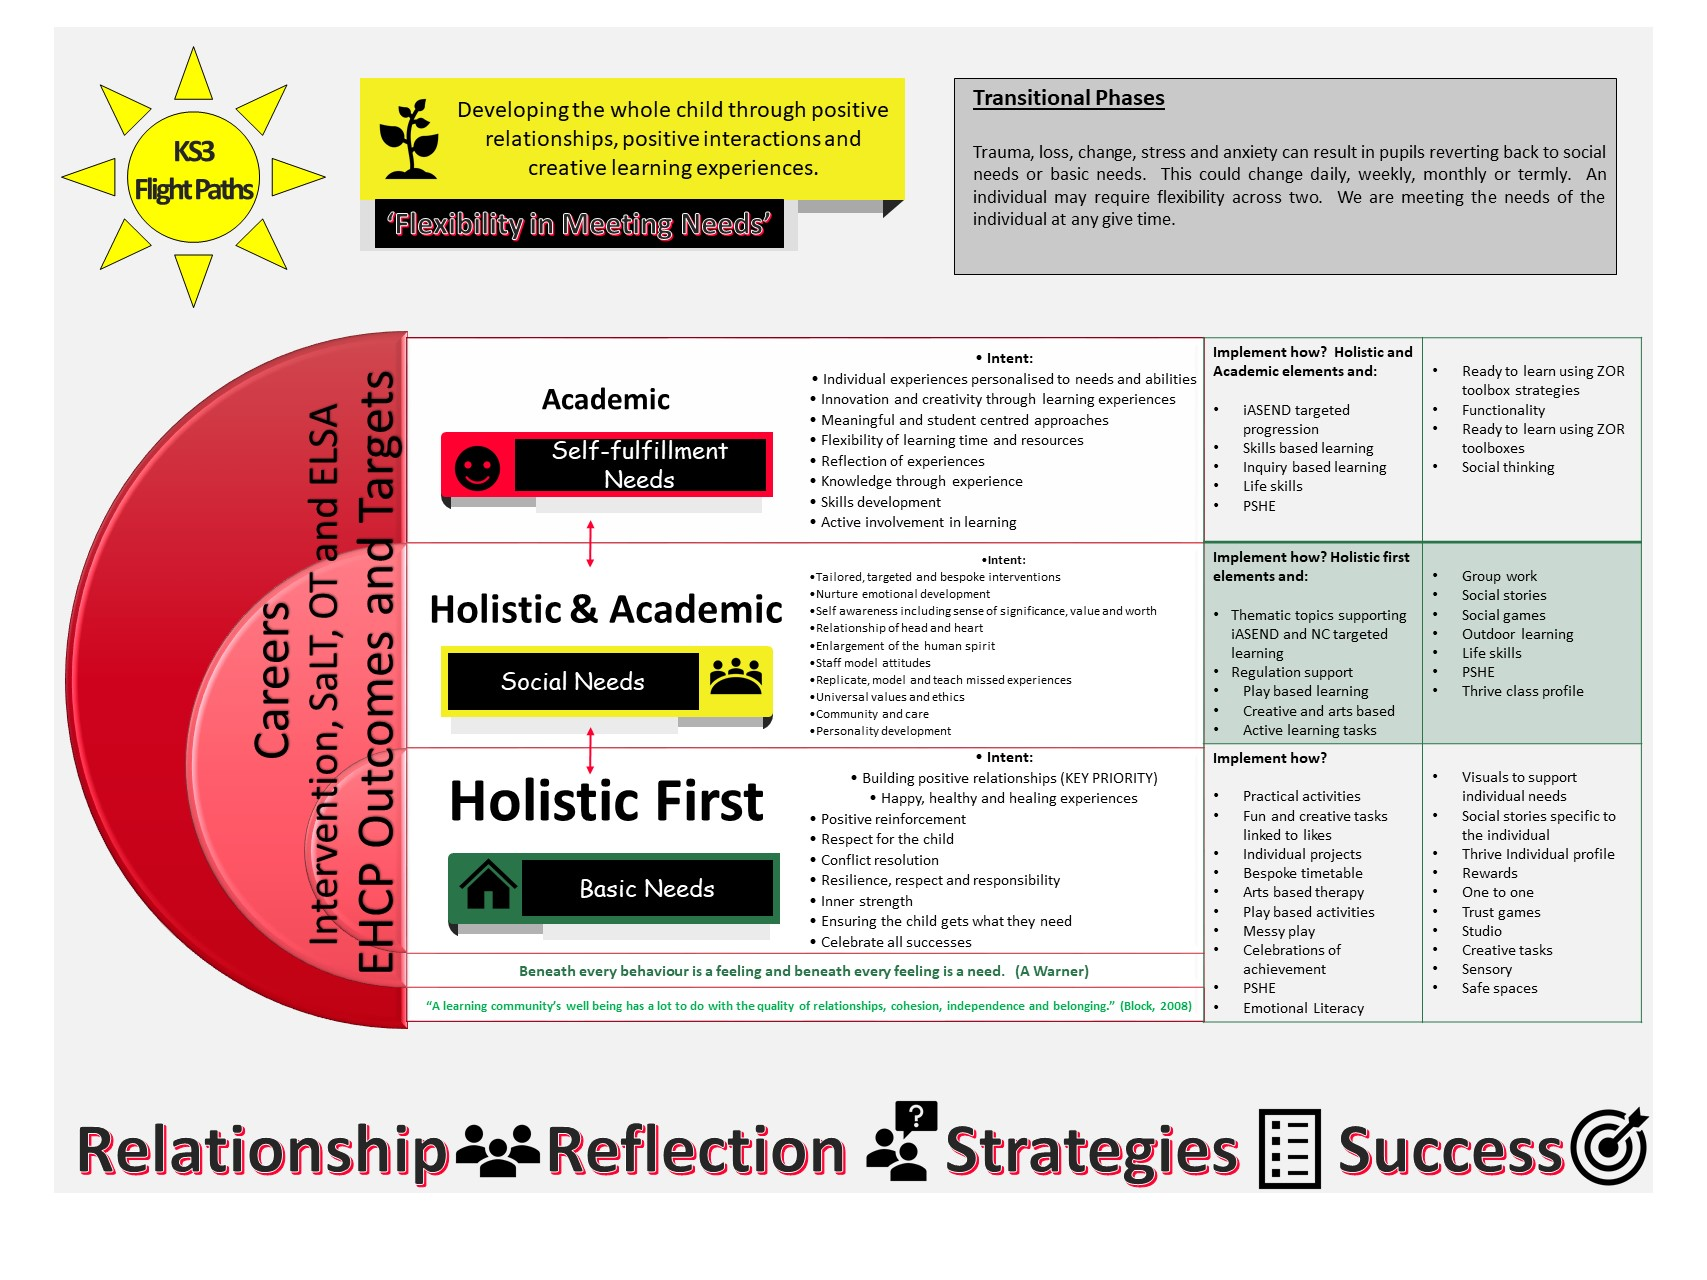 KS3
Flight Paths
Developing the whole child through positive
relationships, positive interactions and
creative learning experiences.
‘Flexibility in Meeting Needs’
Transitional Phases
Trauma, loss, change, stress and anxiety can result in pupils reverting back to social
needs or basic needs. This could change daily, weekly, monthly or termly. An
individual may require flexibility across two. We are meeting the needs of the
individual at any give time.
Careers
Intervention, SaLT, OT and ELSA
EHCP Outcomes and Targets
Academic
Self-fulfillment
Needs
• Intent:
• Individual experiences personalised to needs and abilities
• Innovation and creativity through learning experiences
• Meaningful and student centred approaches
• Flexibility of learning time and resources
• Reflection of experiences
• Knowledge through experience
• Skills development
• Active involvement in learning
Implement how? Holistic and
Academic elements and:
• iASEND targeted
progression
• Skills based learning
• Inquiry based learning
• Life skills
• PSHE
• Ready to learn using ZOR
toolbox strategies
• Functionality
• Ready to learn using ZOR
toolboxes
• Social thinking
Holistic & Academic
Social Needs
•Intent:
•Tailored, targeted and bespoke interventions
•Nurture emotional development
•Self awareness including sense of significance, value and worth
•Relationship of head and heart
•Enlargement of the human spirit
•Staff model attitudes
•Replicate, model and teach missed experiences
•Universal values and ethics
•Community and care
•Personality development
Implement how? Holistic first
elements and:
• Thematic topics supporting
iASEND and NC targeted
learning
• Regulation support
• Play based learning
• Creative and arts based
• Active learning tasks
• Group work
• Social stories
• Social games
• Outdoor learning
• Life skills
• PSHE
• Thrive class profile
Holistic First
Basic Needs
• Intent:
• Building positive relationships (KEY PRIORITY)
• Happy, healthy and healing experiences
• Positive reinforcement
• Respect for the child
• Conflict resolution
• Resilience, respect and responsibility
• Inner strength
• Ensuring the child gets what they need
• Celebrate all successes
Implement how?
• Practical activities
• Fun and creative tasks
linked to likes
• Individual projects
• Bespoke timetable
• Arts based therapy
• Play based activities
• Messy play
• Celebrations of
achievement
• PSHE
• Emotional Literacy
• Visuals to support
individual needs
• Social stories specific to
the individual
• Thrive Individual profile
• Rewards
• One to one
• Trust games
• Studio
• Creative tasks
• Sensory
• Safe spaces
Beneath every behaviour is a feeling and beneath every feeling is a need. (A Warner)
“A learning community’s well being has a lot to do with the quality of relationships, cohesion, independence and belonging.” (Block, 2008)
Relationship Reflection ? Strategies Success